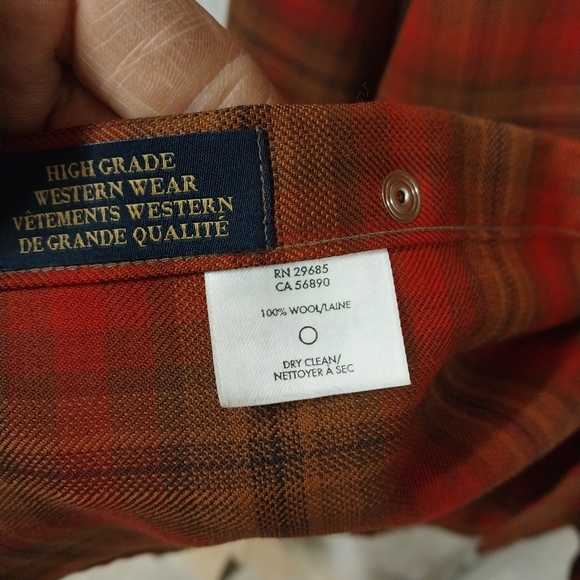 HIGH GRADE
WESTERN WEAR
VÊTEMENTS WESTERN
DE GRANDE QUALITÉ
RN 29685
CA 56890
100% WOOL/LAINE
DRY CLEAN/
NETTOYER À SEC